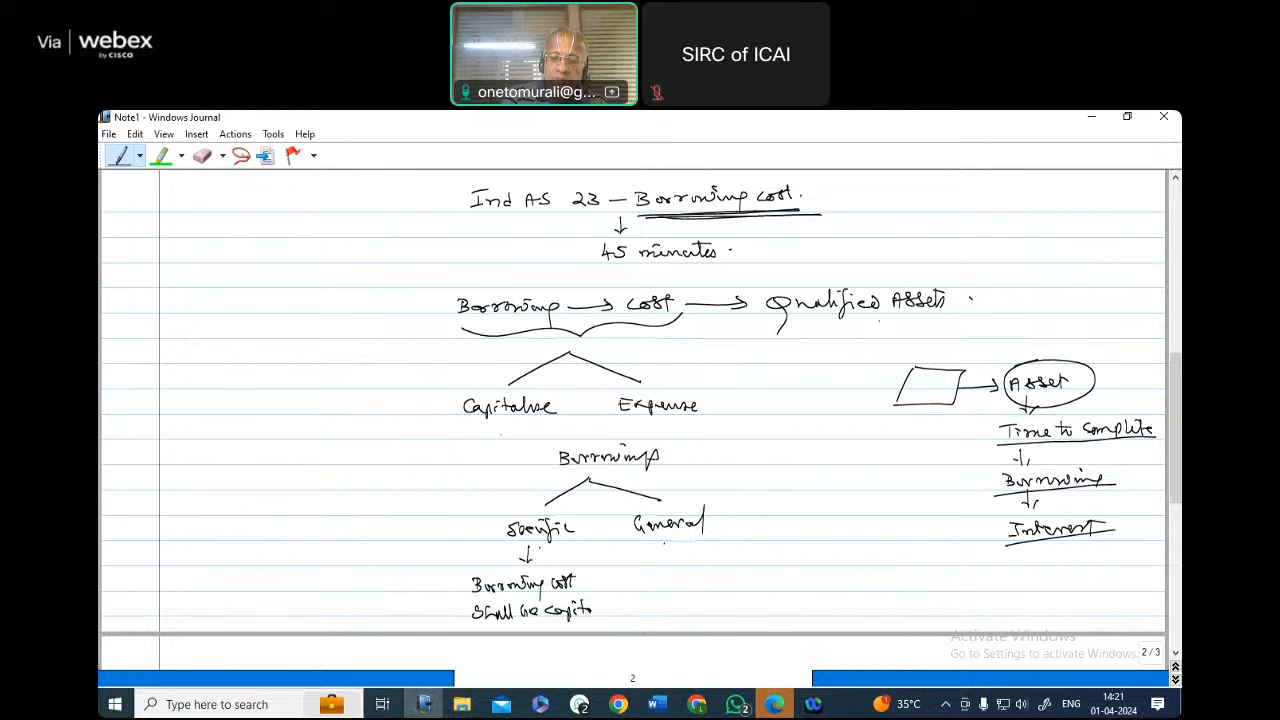 Via webex
by CISCO
onetomurali@g...
SIRC of ICAI
Note1 - Windows Journal
File Edit View Insert Actions Tools Help
Ind AS 23 — Borrowing cost.
45 minutes.
Borrowing → cost → Qualified Assets
Capitalise Expense
Asset
Time to complete
Borrowings
Borrowing
Specific General
Interest
Borrowing cost
Shall be capita
Activate Windows
Go to Settings to activate Windows.
2/3
2
Type here to search
2
2
35°C
ENG
14:21
01-04-2024